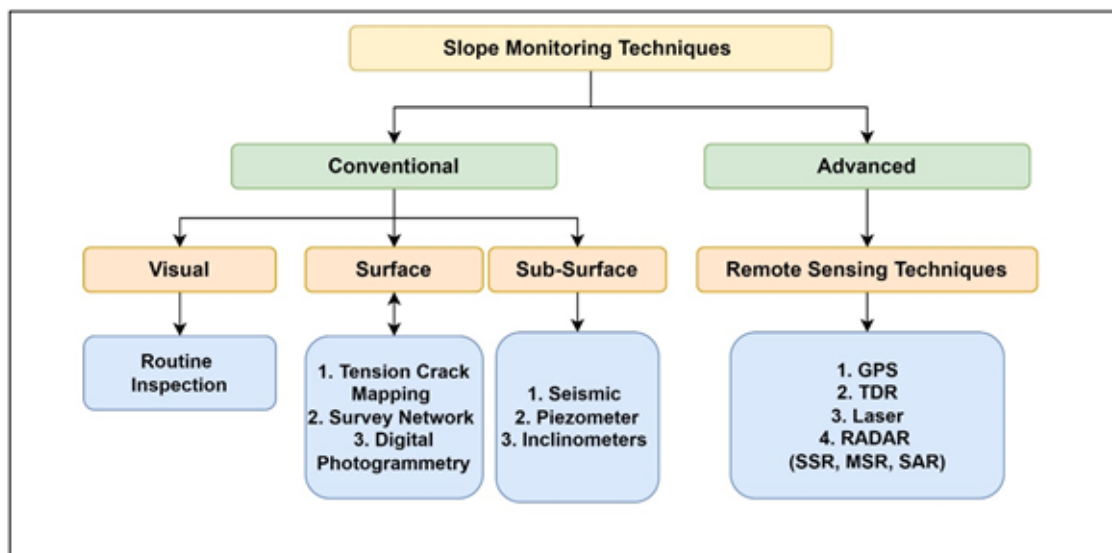 Slope Monitoring Techniques
Conventional
Advanced
Visual
Surface
Sub-Surface
Remote Sensing Techniques
Routine
Inspection
1. Tension Crack
Mapping
2. Survey Network
3. Digital
Photogrammetry
1. Seismic
2. Piezometer
3. Inclinometers
1. GPS
2. TDR
3. Laser
4. RADAR
(SSR, MSR, SAR)